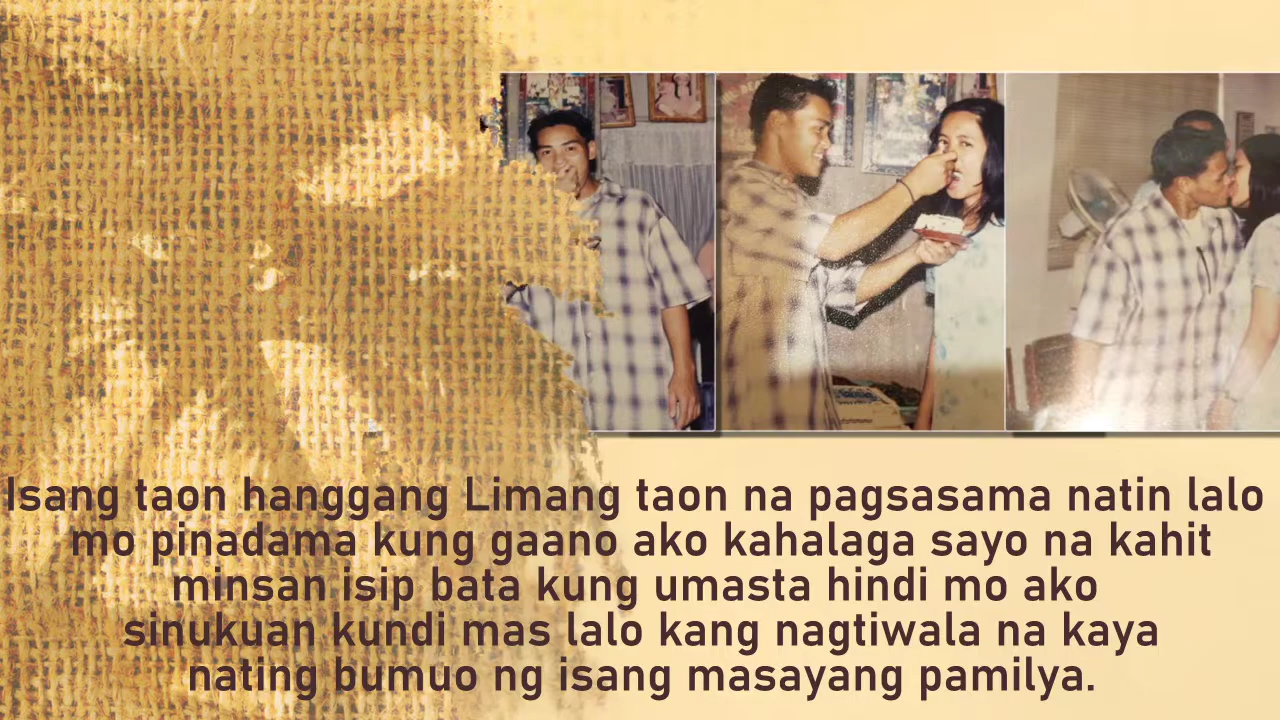 Isang taon hanggang Limang taon na pagsasama natin lalo
mo pinadama kung gaano ako kahalaga sayo na kahit
minsan isip bata kung umasta hindi mo ako
sinukuan kundi mas lalo kang nagtiwala na kaya
nating bumuo ng isang masayang pamilya.